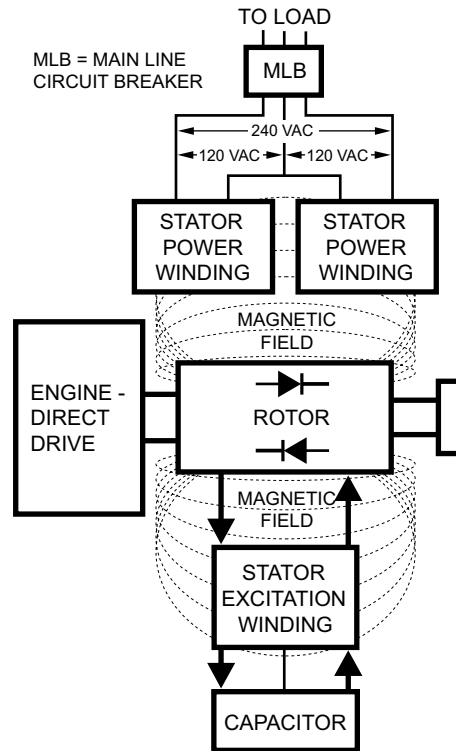 TO LOAD
MLB = MAIN LINE
CIRCUIT BREAKER
MLB
240 VAC
120 VAC
120 VAC
STATOR
POWER
WINDING
STATOR
POWER
WINDING
MAGNETIC
FIELD
ENGINE -
DIRECT
DRIVE
ROTOR
MAGNETIC
FIELD
STATOR
EXCITATION
WINDING
CAPACITOR